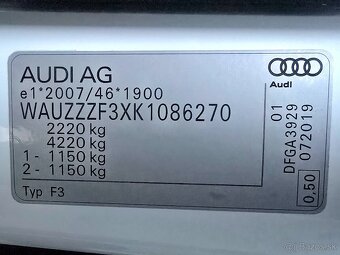 AUDI AG
Audi
e1*2007/46*1900
WAUZZZF3XK1086270
2220 kg
4220 kg
1 - 1150 kg
2 - 1150 kg
Typ F3
01
DFGA3929
072019
0,50